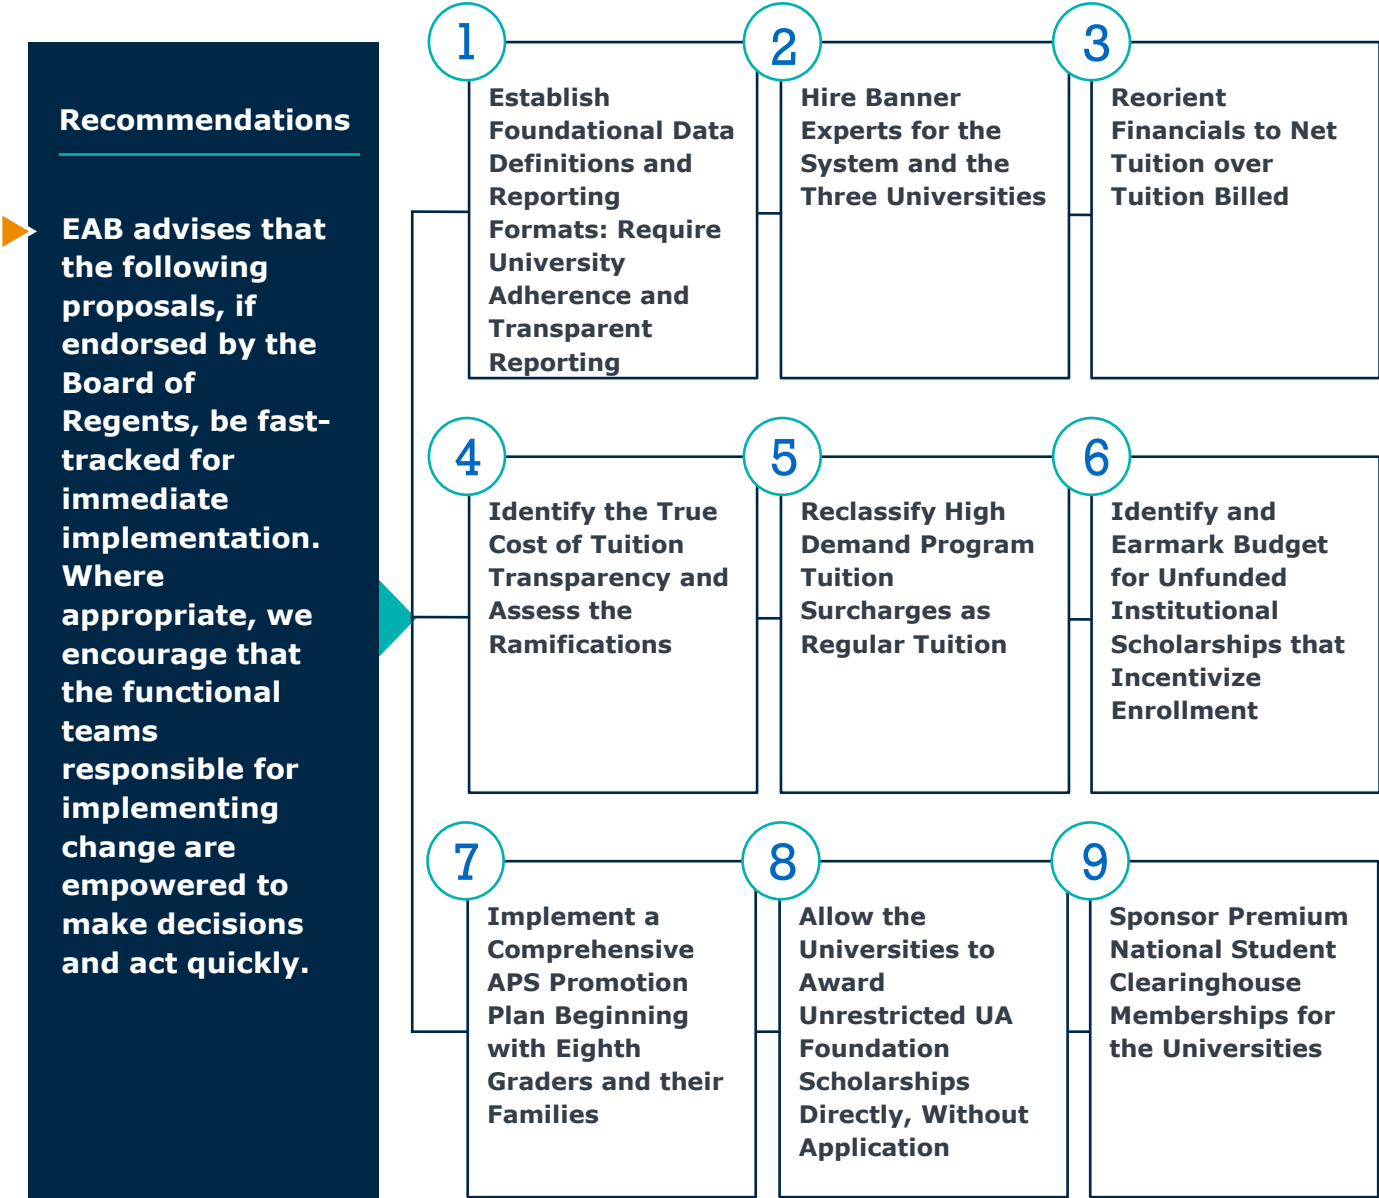 Recommendations
EAB advises that
the following
proposals, if
endorsed by the
Board of
Regents, be fast-
tracked for
immediate
implementation.
Where
appropriate, we
encourage that
the functional
teams
responsible for
implementing
change are
empowered to
make decisions
and act quickly.
1
Establish
Foundational Data
Definitions and
Reporting
Formats: Require
University
Adherence and
Transparent
Reporting
2
Hire Banner
Experts for the
System and the
Three Universities
3
Reorient
Financials to Net
Tuition over
Tuition Billed
4
Identify the True
Cost of Tuition
Transparency and
Assess the
Ramifications
5
Reclassify High
Demand Program
Tuition
Surcharges as
Regular Tuition
6
Identify and
Earmark Budget
for Unfunded
Institutional
Scholarships that
Incentivize
Enrollment
7
Implement a
Comprehensive
APS Promotion
Plan Beginning
with Eighth
Graders and their
Families
8
Allow the
Universities to
Award
Unrestricted UA
Foundation
Scholarships
Directly, Without
Application
9
Sponsor Premium
National Student
Clearinghouse
Memberships for
the Universities